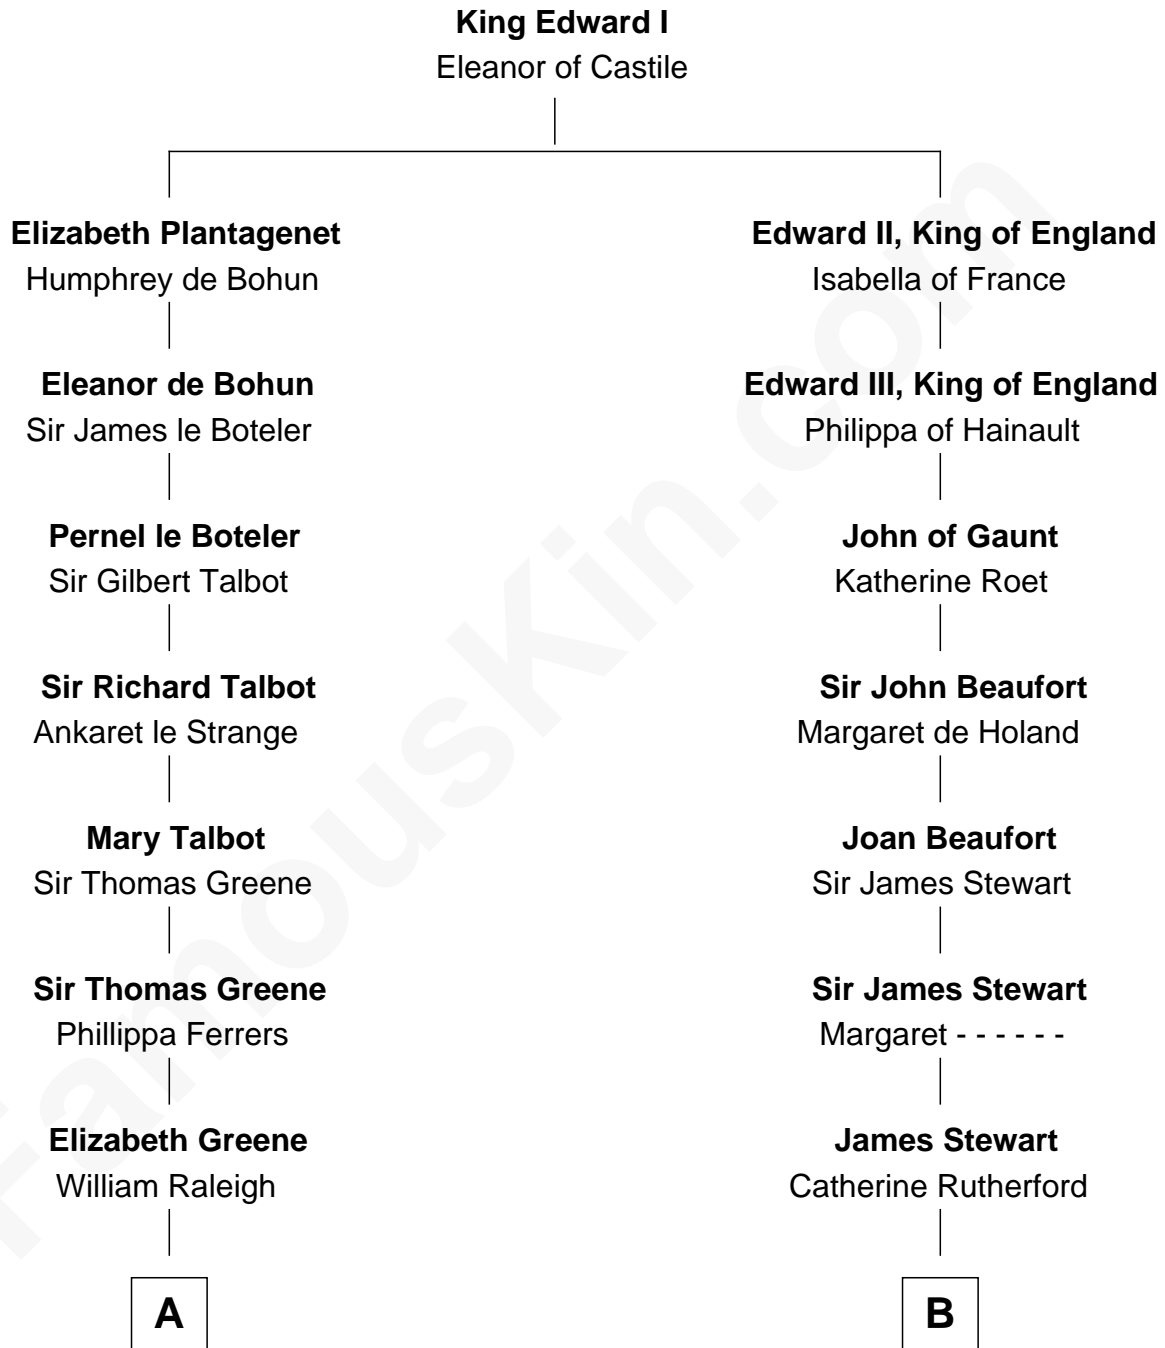 King Edward I
Eleanor of Castile
Elizabeth Plantagenet
Humphrey de Bohun
Edward II, King of England
Isabella of France
Eleanor de Bohun
Sir James le Boteler
Edward III, King of England
Philippa of Hainault
Pernel le Boteler
Sir Gilbert Talbot
John of Gaunt
Katherine Roet
Sir Richard Talbot
Ankaret le Strange
Sir John Beaufort
Margaret de Holand
Mary Talbot
Sir Thomas Greene
Joan Beaufort
Sir James Stewart
Sir Thomas Greene
Phillippa Ferrers
Sir James Stewart
Margaret - - - - - -
Elizabeth Greene
William Raleigh
James Stewart
Catherine Rutherford
A
B
FamousKin.com